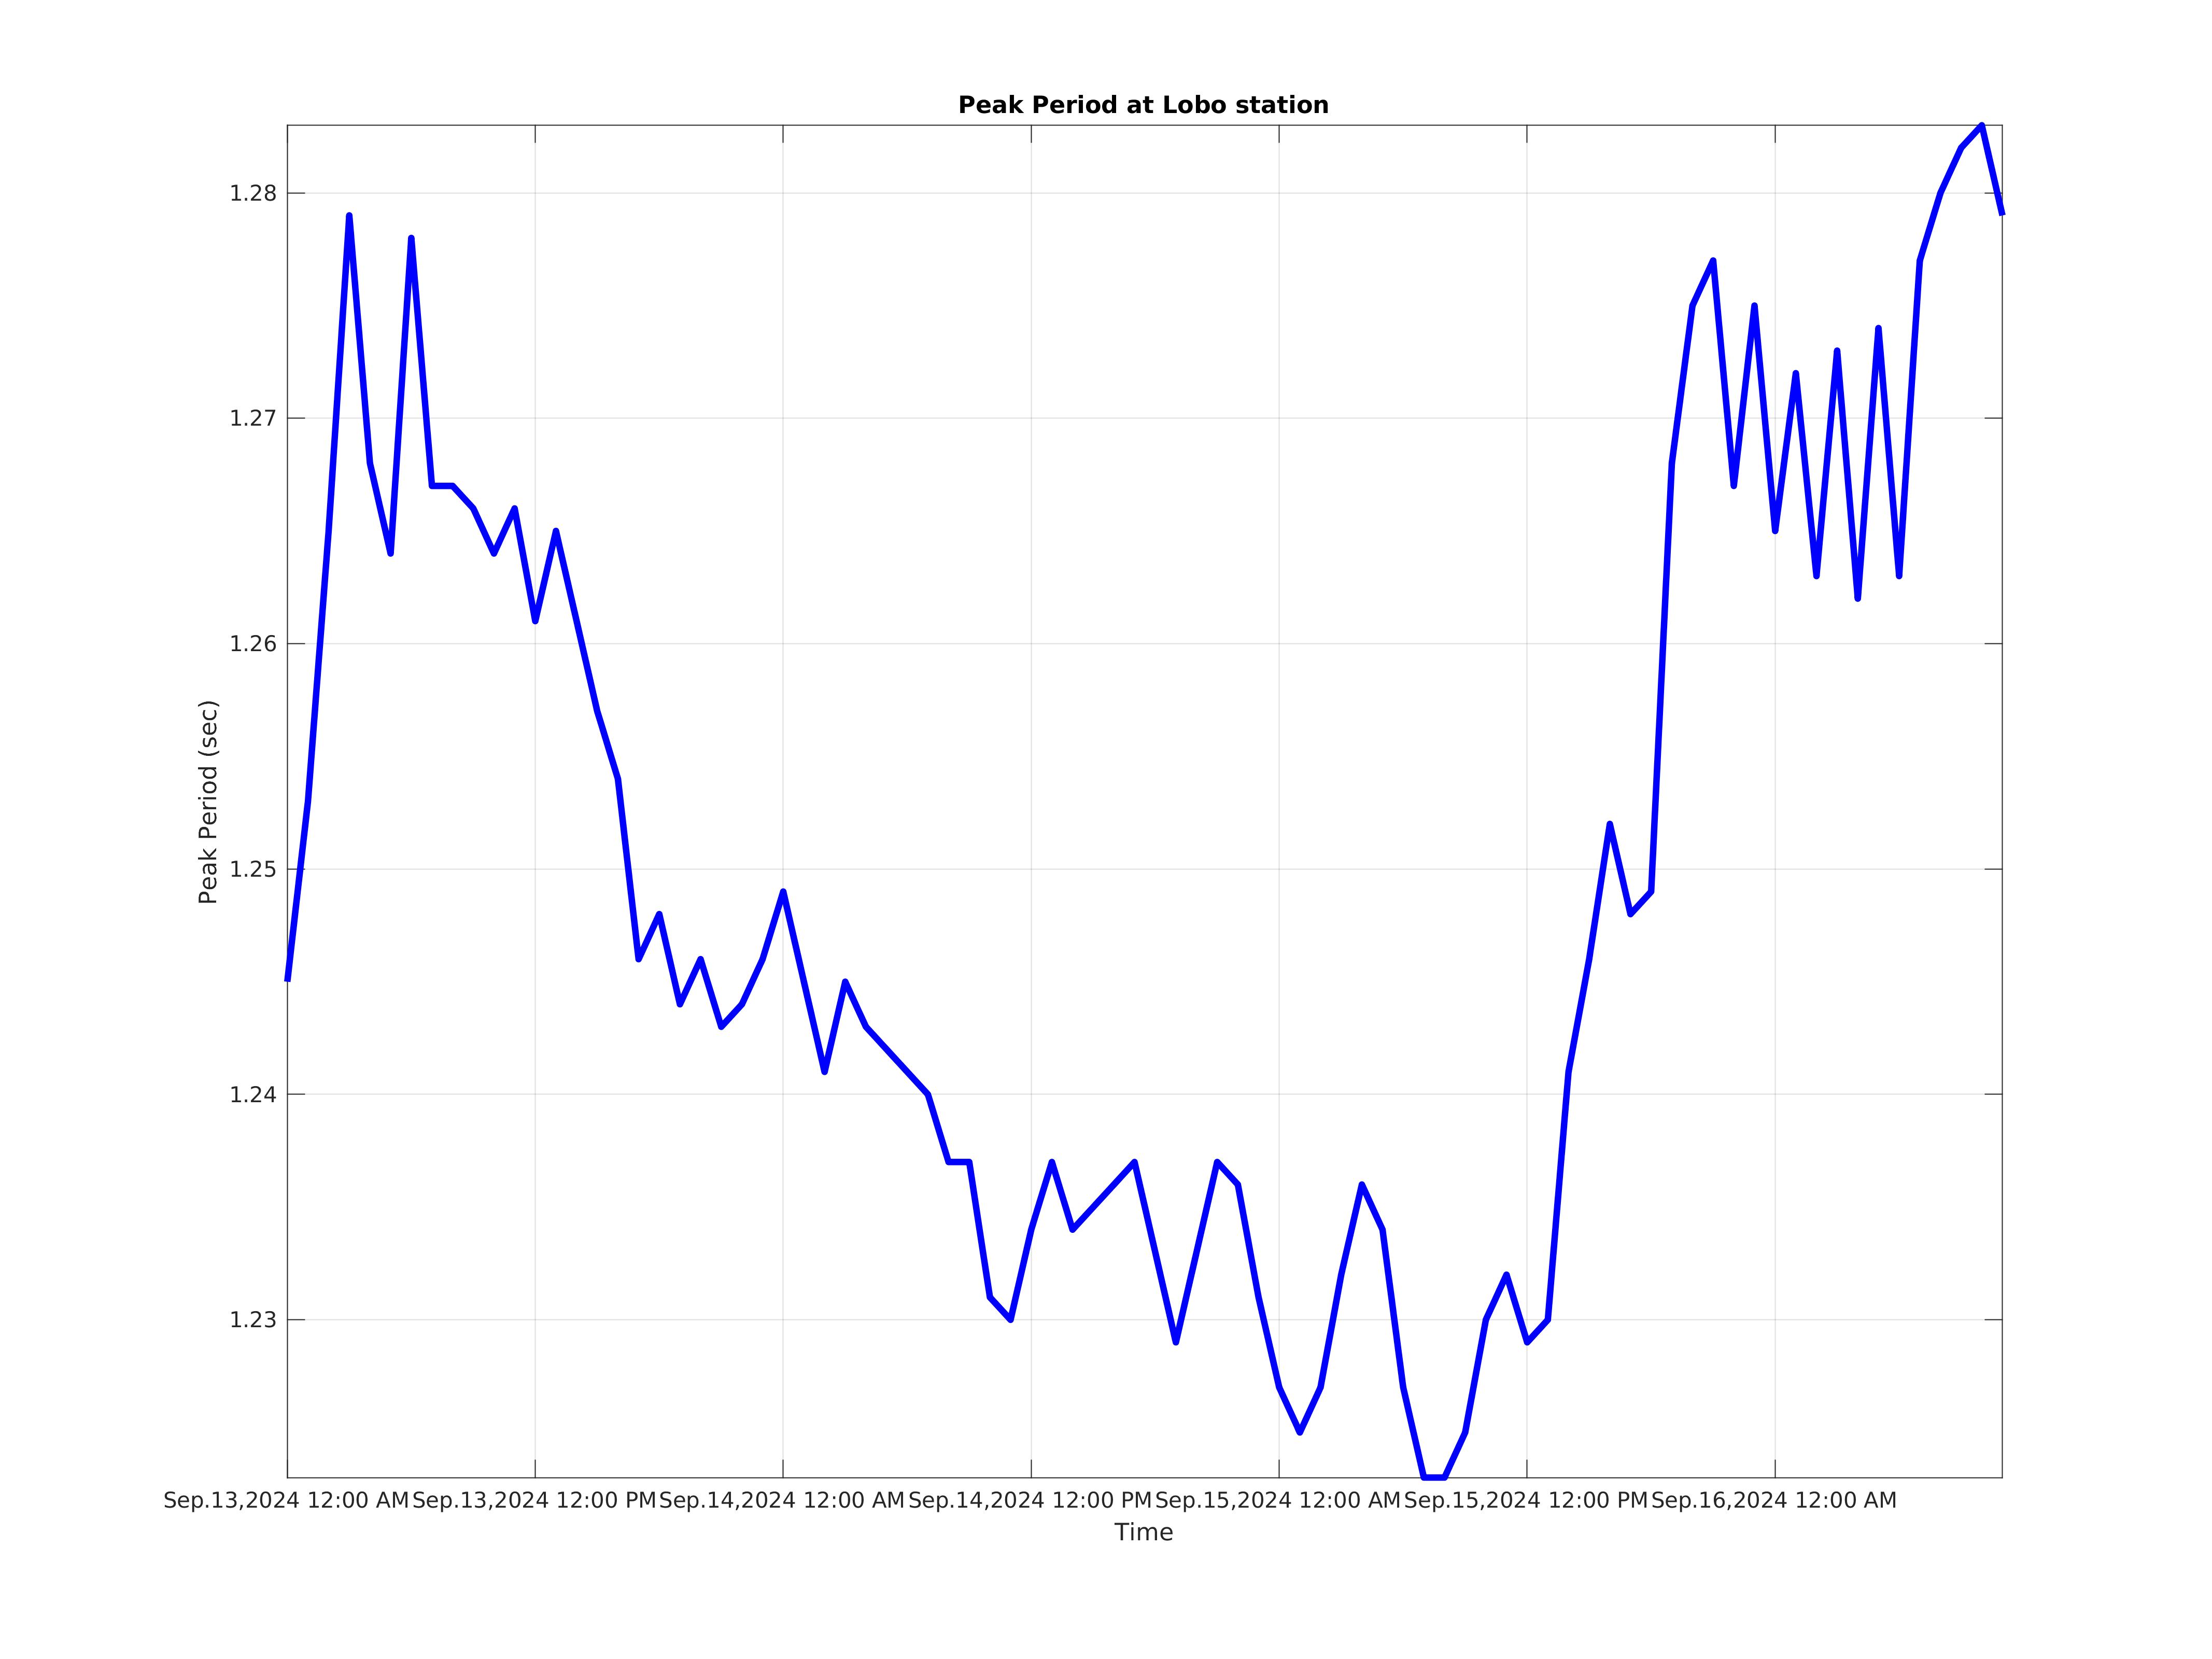 Peak Period at Lobo station
1.28
1.27
1.26
1.25
1.24
1.23
Peak Period (sec)
Sep.13,2024 12:00 AM Sep.13,2024 12:00 PM Sep.14,2024 12:00 AM Sep.14,2024 12:00 PM Sep.15,2024 12:00 AM Sep.15,2024 12:00 PM Sep.16,2024 12:00 AM
Time